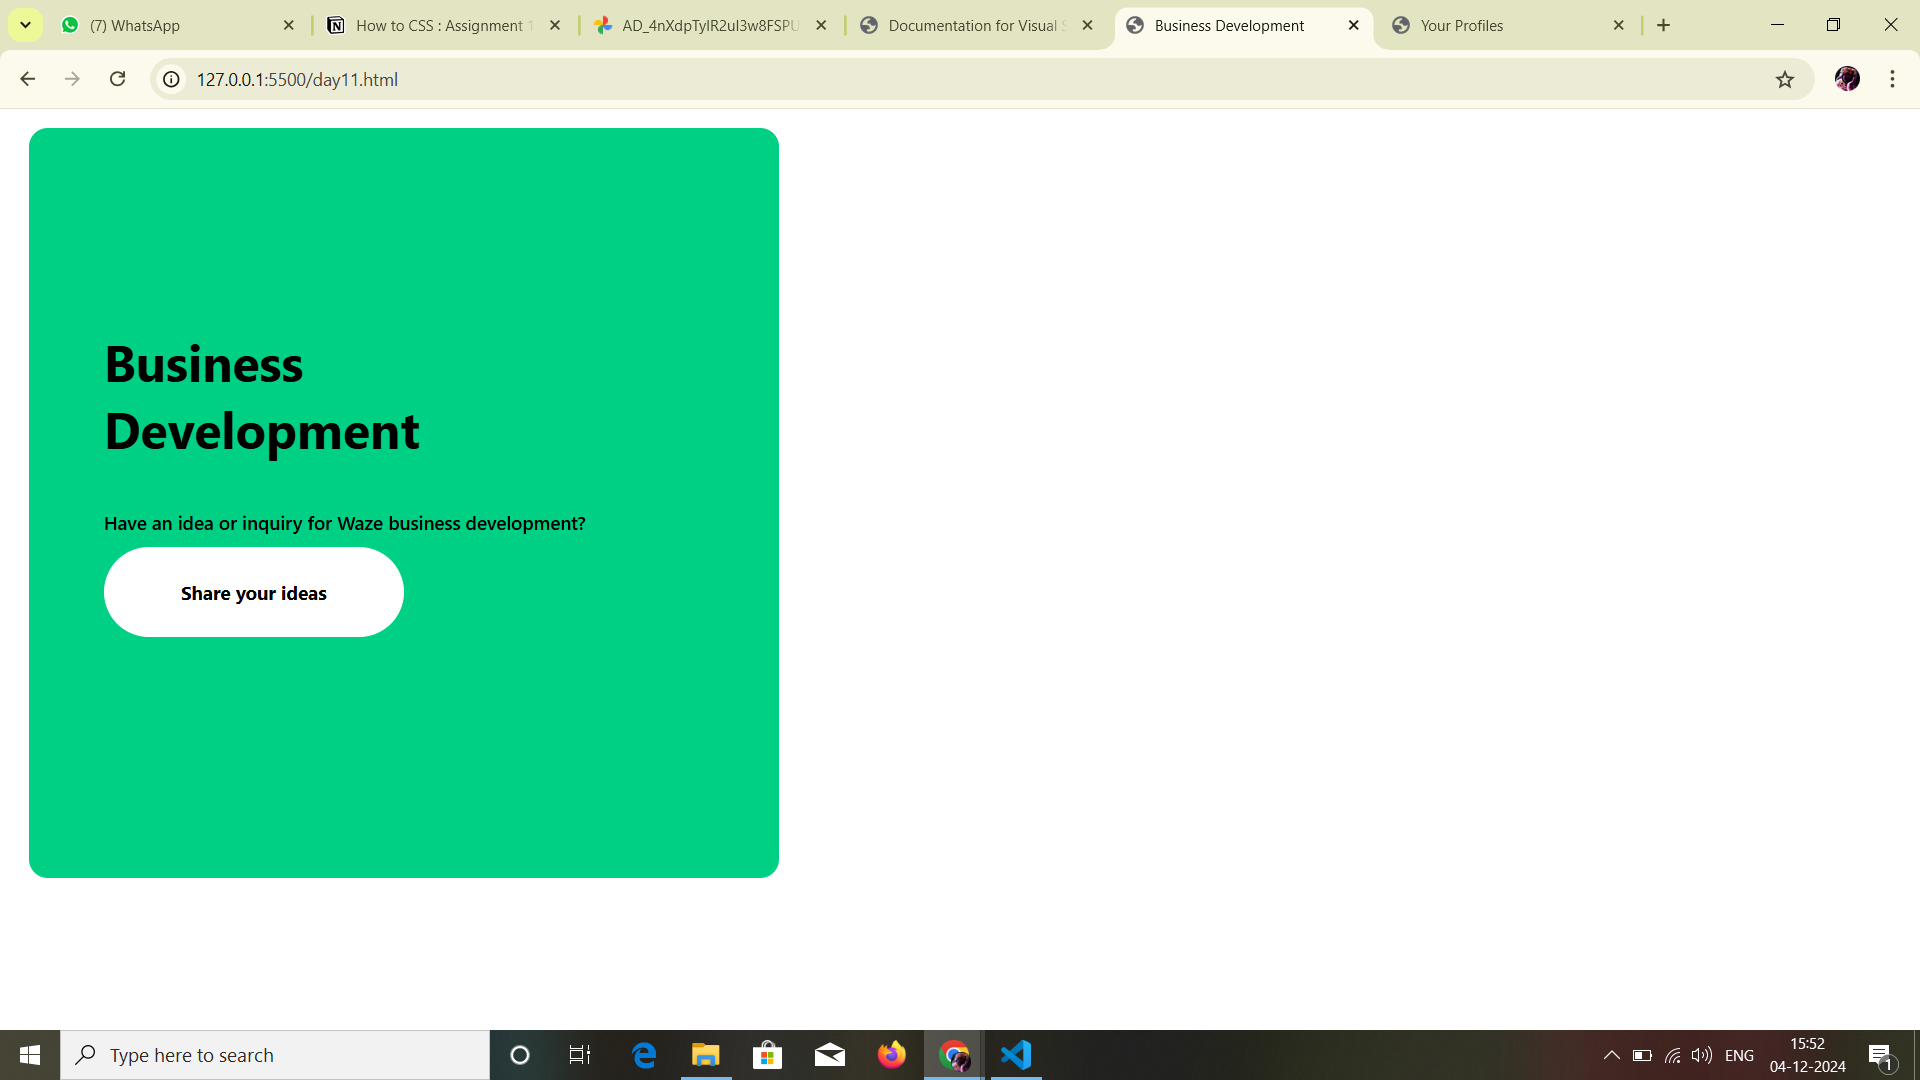 (7) WhatsApp
How to CSS : Assignment 1
AD_4nXdpTylR2ul3w8FSPU
Documentation for Visual S
Business Development
Your Profiles
127.0.0.1:5500/day11.html
Business
Development
Have an idea or inquiry for Waze business development?
Share your ideas
Type here to search
ENG
15:52
04-12-2024
1